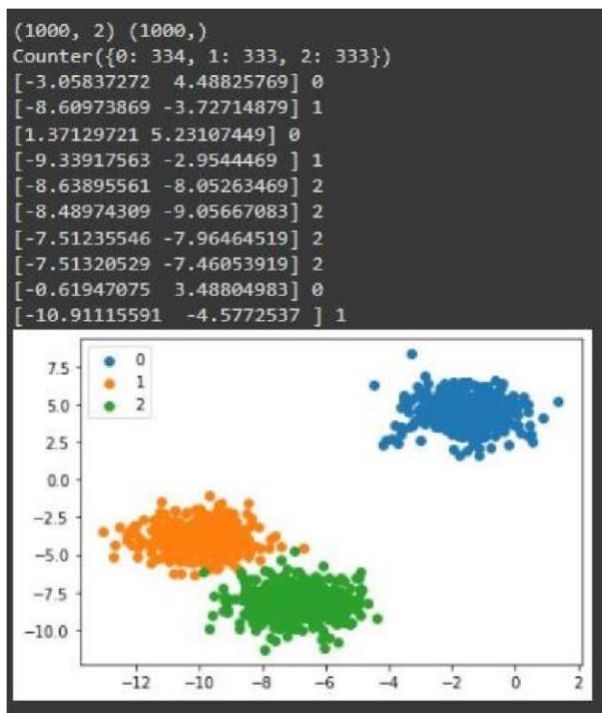 (1000, 2) (1000,)
Counter({0: 334, 1: 333, 2: 333})
[-3.05837272  4.48825769] 0
[-8.60973869 -3.72714879] 1
[1.37129721 5.23107449] 0
[-9.33917563 -2.9544469 ] 1
[-8.63895561 -8.05263469] 2
[-8.48974309 -9.05667083] 2
[-7.51235546 -7.96464519] 2
[-7.51320529 -7.46053919] 2
[-0.61947075  3.48804983] 0
[-10.91115591  -4.5772537 ] 1
0
1
2
7.5
5.0
2.5
0.0
−2.5
−5.0
−7.5
−10.0
−12 −10 −8 −6 −4 −2 0 2